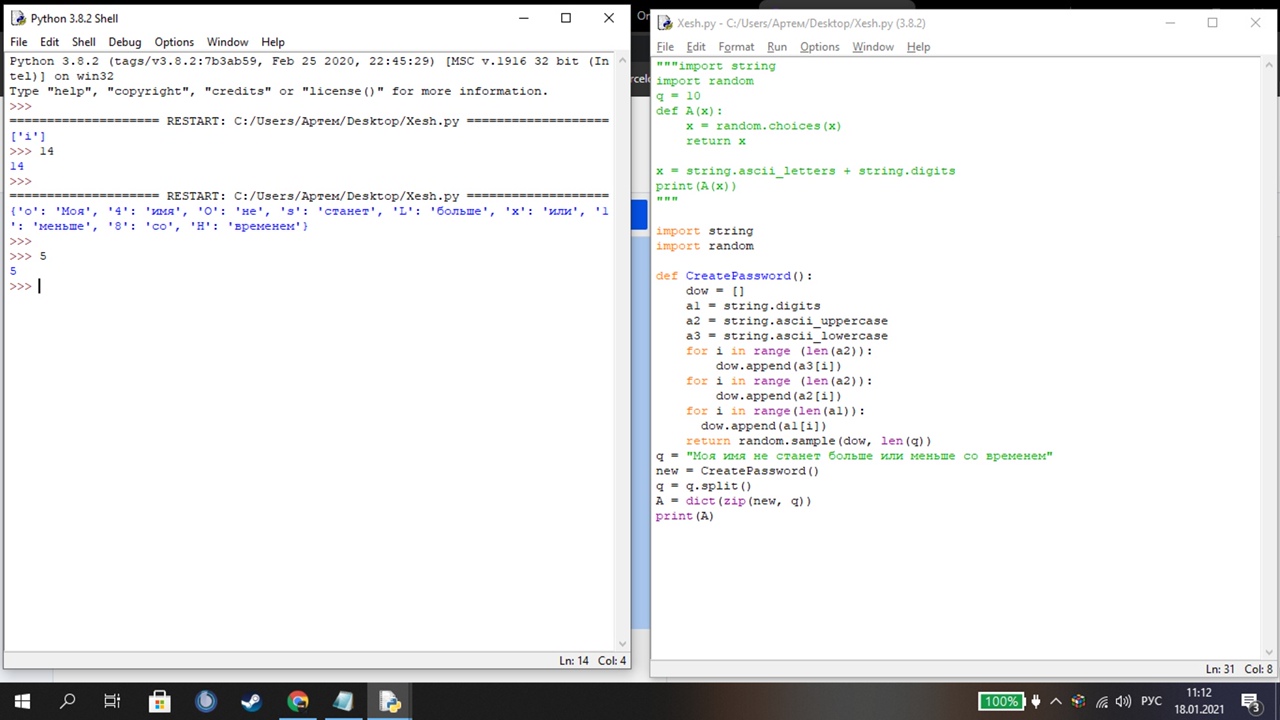 Python 3.8.2 Shell
File Edit Shell Debug Options Window Help
Python 3.8.2 (tags/v3.8.2:7b3ab59, Feb 25 2020, 22:45:29) [MSC v.1916 32 bit (In
tel)] on win32
Type "help", "copyright", "credits" or "license()" for more information.
>>>
==================== RESTART: C:/Users/Артем/Desktop/Xesh.py ===================
['i']
>>> 14
14
>>>
==================== RESTART: C:/Users/Артем/Desktop/Xesh.py ===================
{'o': 'Моя', '4': 'имя', 'O': 'не', 's': 'станет', 'L': 'больше', 'x': 'или', 'l
': 'меньше', '8': 'со', 'H': 'временем'}
>>>
>>> 5
5
>>>
Ln: 14 Col: 4
Xesh.py - C:/Users/Артем/Desktop/Xesh.py (3.8.2)
File Edit Format Run Options Window Help
"""import string
import random
q = 10
def A(x):
    x = random.choices(x)
    return x
x = string.ascii_letters + string.digits
print(A(x))
"""
import string
import random
def CreatePassword():
    dow = []
    a1 = string.digits
    a2 = string.ascii_uppercase
    a3 = string.ascii_lowercase
    for i in range (len(a2)):
        dow.append(a3[i])
    for i in range (len(a2)):
        dow.append(a2[i])
    for i in range(len(a1)):
      dow.append(a1[i])
    return random.sample(dow, len(q))
q = "Моя имя не станет больше или меньше со временем"
new = CreatePassword()
q = q.split()
A = dict(zip(new, q))
print(A)
Ln: 31 Col: 8
100%
РУС
11:12
18.01.2021
3